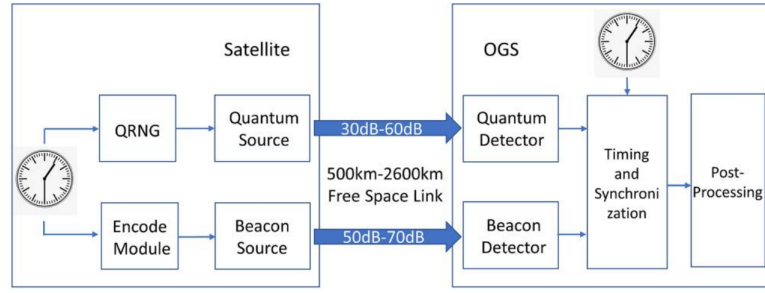 Satellite
QRNG
Quantum
Source
Encode
Module
Beacon
Source
30dB-60dB
500km-2600km
Free Space Link
50dB-70dB
OGS
Quantum
Detector
Beacon
Detector
Timing
and
Synchroni
zation
Post-
Processing